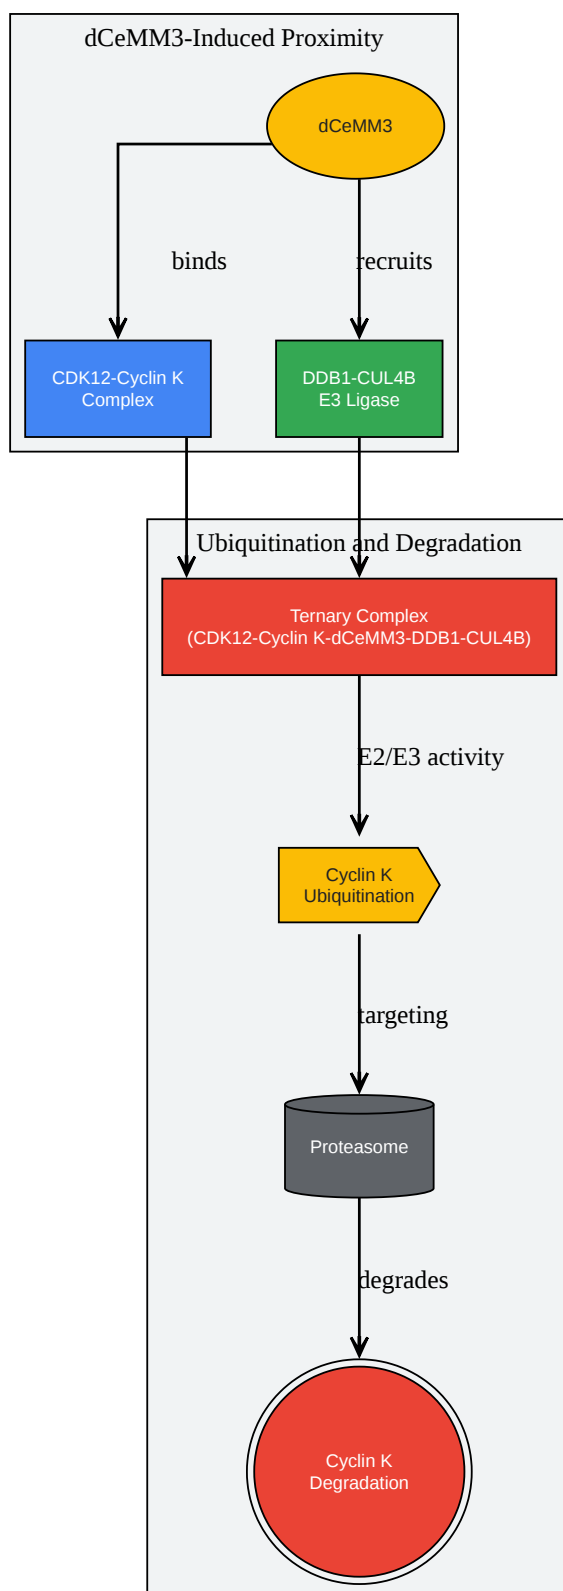 dCeMM3-Induced Proximity
dCeMM3
binds
recruits
CDK12-Cyclin K
Complex
DDB1-CUL4B
E3 Ligase
Ubiquitination and Degradation
Ternary Complex
(CDK12-Cyclin K-dCeMM3-DDB1-CUL4B)
E2/E3 activity
Cyclin K
Ubiquitination
targeting
Proteasome
degrades
Cyclin K
Degradation